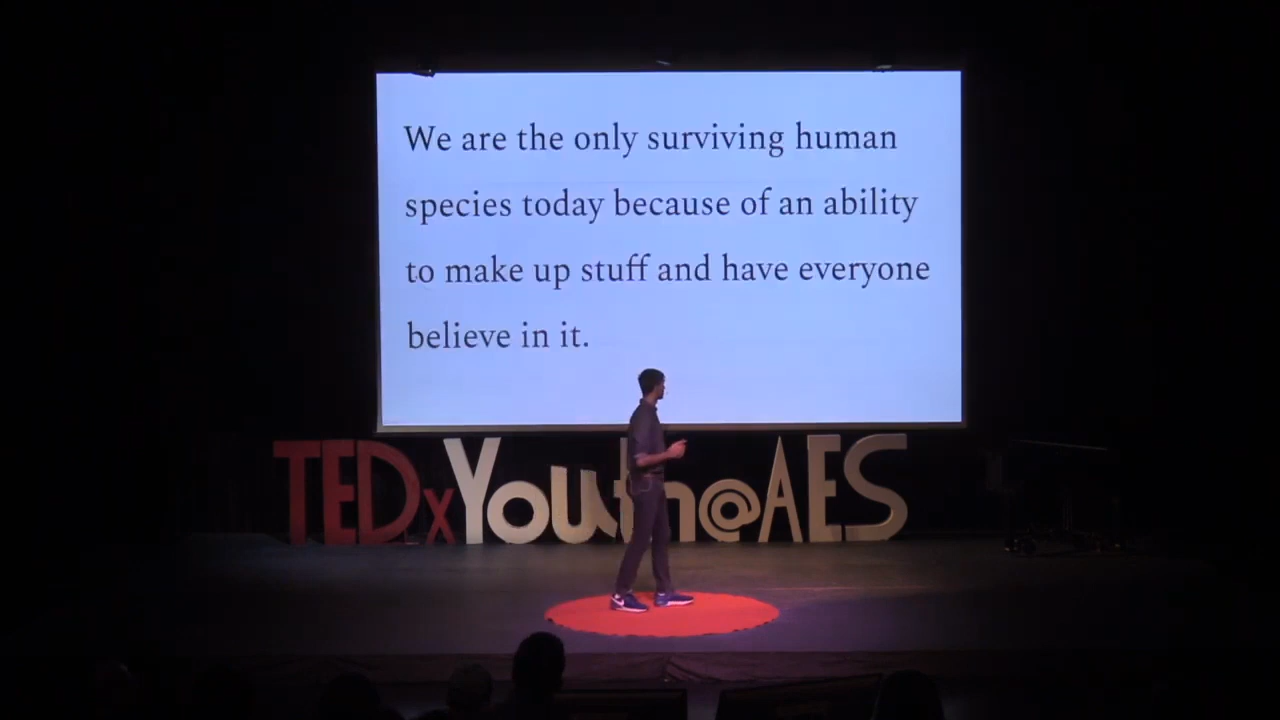 We are the only surviving human
species today because of an ability
to make up stuff and have everyone
believe in it.
TEDxYouth@AES